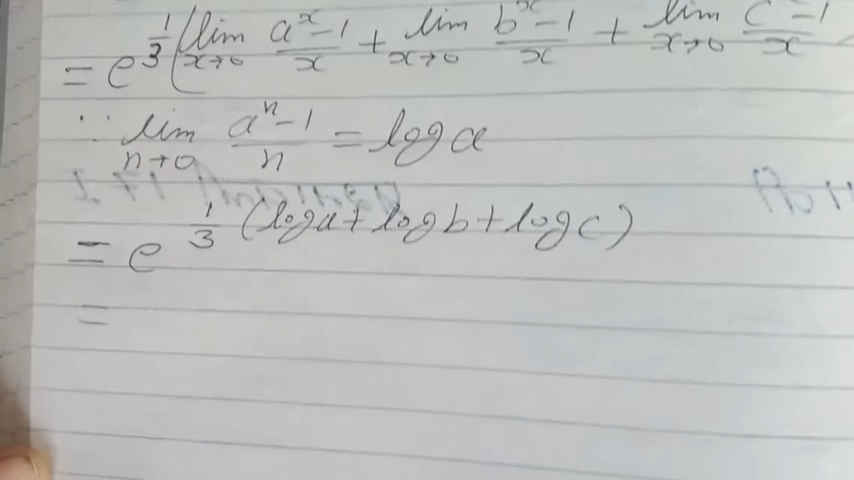 = e^{1/3 (lim_{x→0} (a^x-1)/x + lim_{x→0} (b^x-1)/x + lim_{x→0} (c^x-1)/x
∵ lim_{n→0} (a^n-1)/n = log a
= e^{1/3 (log a + log b + log c)}
=